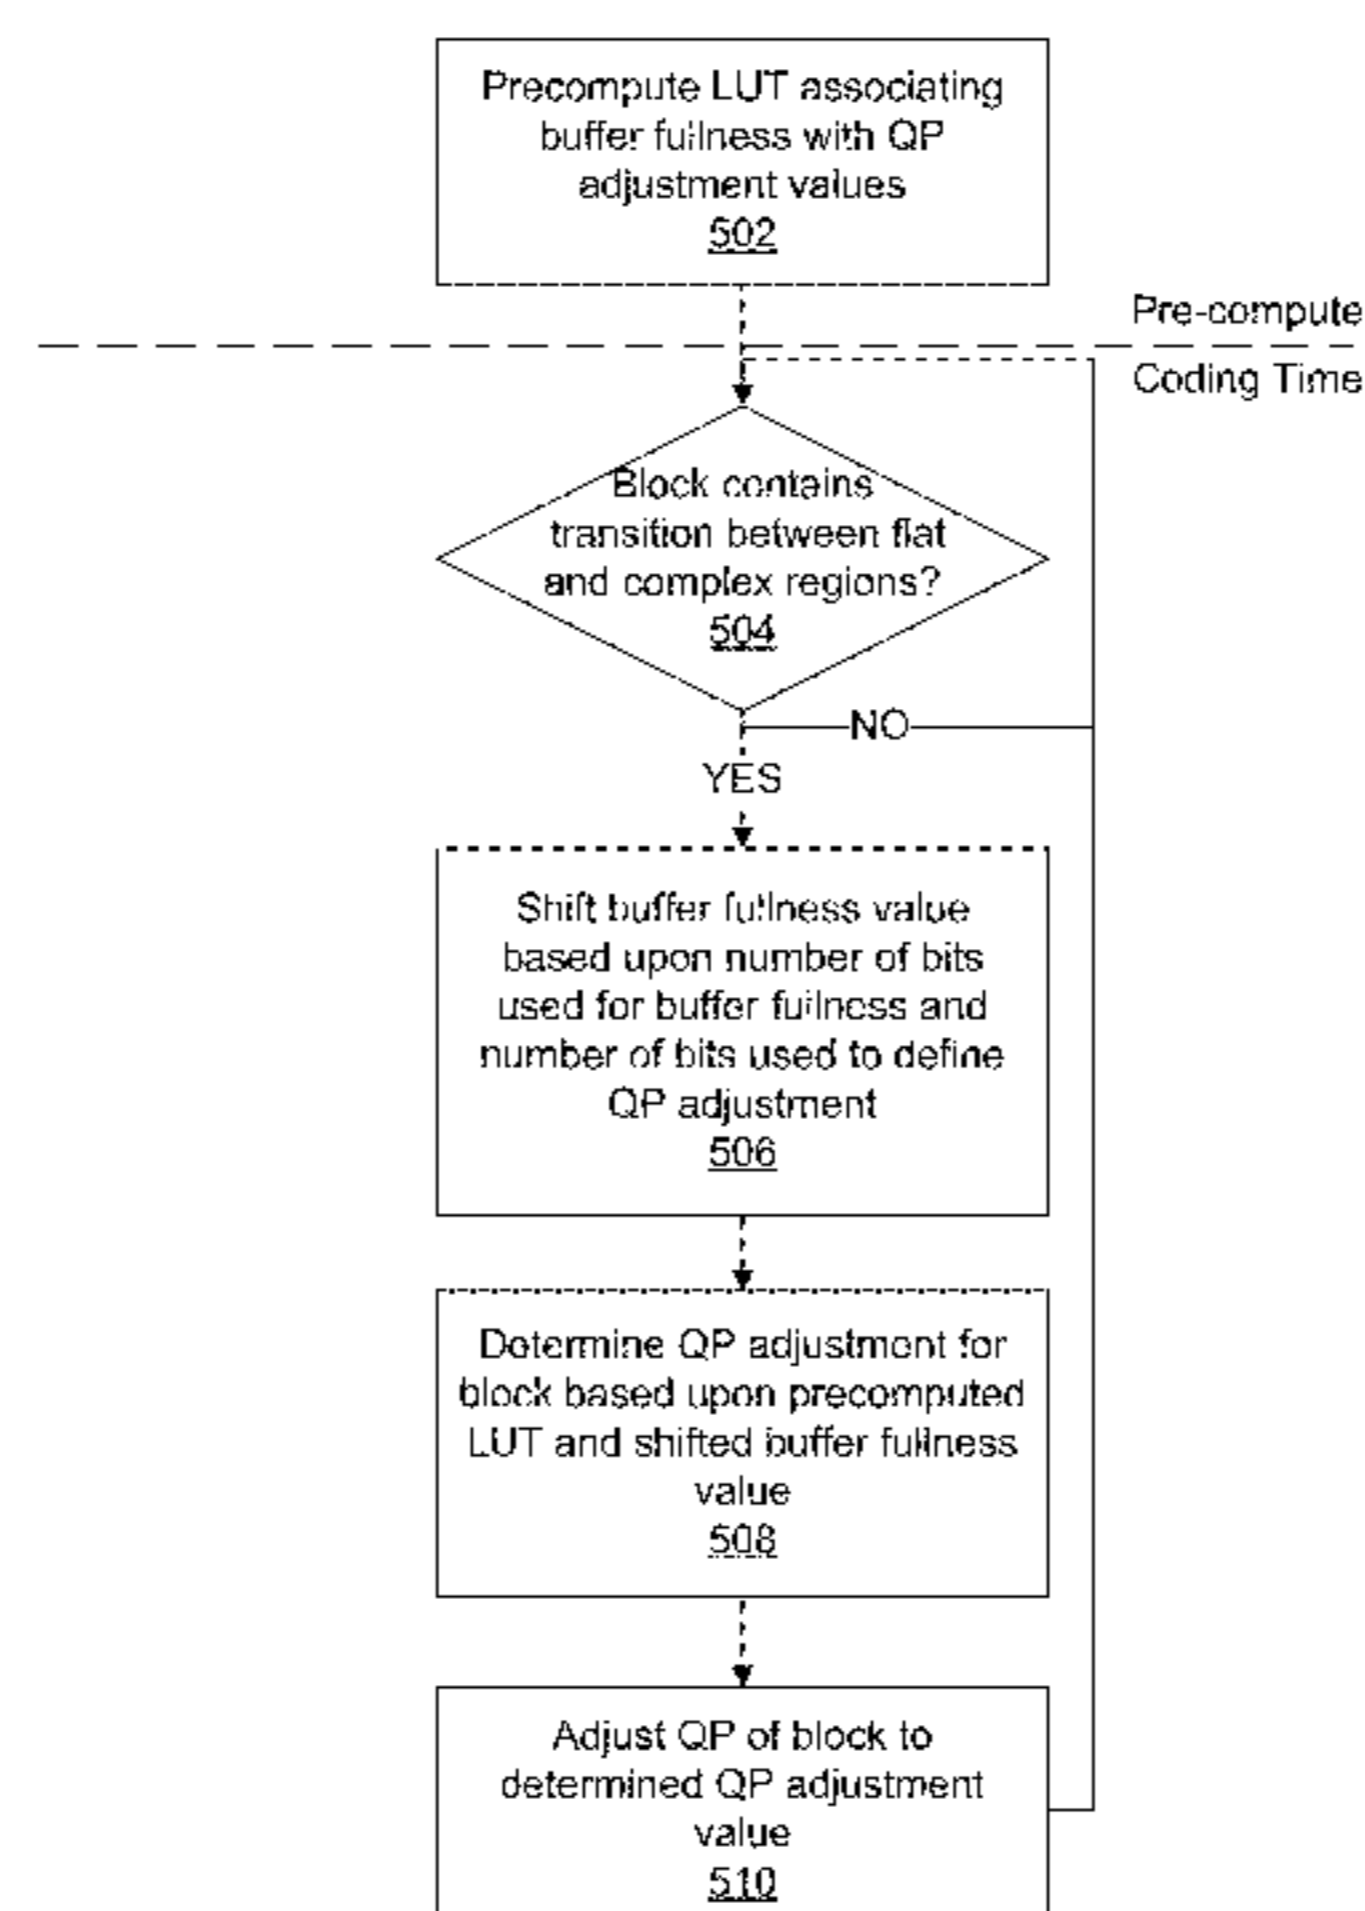 Precompute LUT associating
buffer fullness with QP
adjustment values
502
Pre-compute
Coding Time
Block contains
transition between flat
and complex regions?
504
NO
YES
Shift buffer fullness value
based upon number of bits
used for buffer fullness and
number of bits used to define
QP adjustment
506
Determine QP adjustment for
block based upon precomputed
LUT and shifted buffer fullness
value
508
Adjust QP of block to
determined QP adjustment
value
510